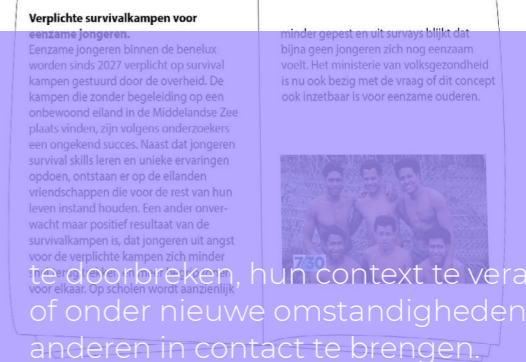 Verplichte survivalkampen voor
eenzame jongeren.
Eenzame jongeren binnen de benelux
worden sinds 2027 verplicht op survival
kampen gestuurd door de overheid. De
kampen die zonder begeleiding op een
onbewoond eiland in de Middelandse Zee
plaats vinden, zijn volgens onderzoekers
een ongekend succes. Naast dat jongeren
survival skills leren en unieke ervaringen
opdoen, ontstaan er op de eilanden
vriendschappen die voor de rest van hun
leven instand houden. Een ander onver-
wacht maar positief resultaat van de
survivalkampen is, dat jongeren uit angst
voor de verplichte kampen zich minder
voor elkaar. Op scholen wordt aanzienlijk
minder gepest en uit survays blijkt dat
bijna geen jongeren zich nog eenzaam
voelt. Het ministerie van volksgezondheid
is nu ook bezig met de vraag of dit concept
ook inzetbaar is voor eenzame ouderen.
7.30
te doorbreken, hun context te vera
of onder nieuwe omstandigheden
anderen in contact te brengen.